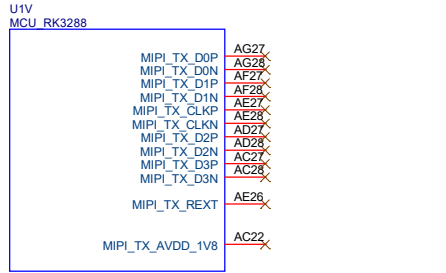 U1V
MCU_RK3288
MIPI_TX_D0P AG27
MIPI_TX_D0N AG28
MIPI_TX_D1P AF27
MIPI_TX_D1N AF28
MIPI_TX_CLKP AE27
MIPI_TX_CLKN AE28
MIPI_TX_D2P AD27
MIPI_TX_D2N AD28
MIPI_TX_D3P AC27
MIPI_TX_D3N AC28
MIPI_TX_REXT AE26
MIPI_TX_AVDD_1V8 AC22